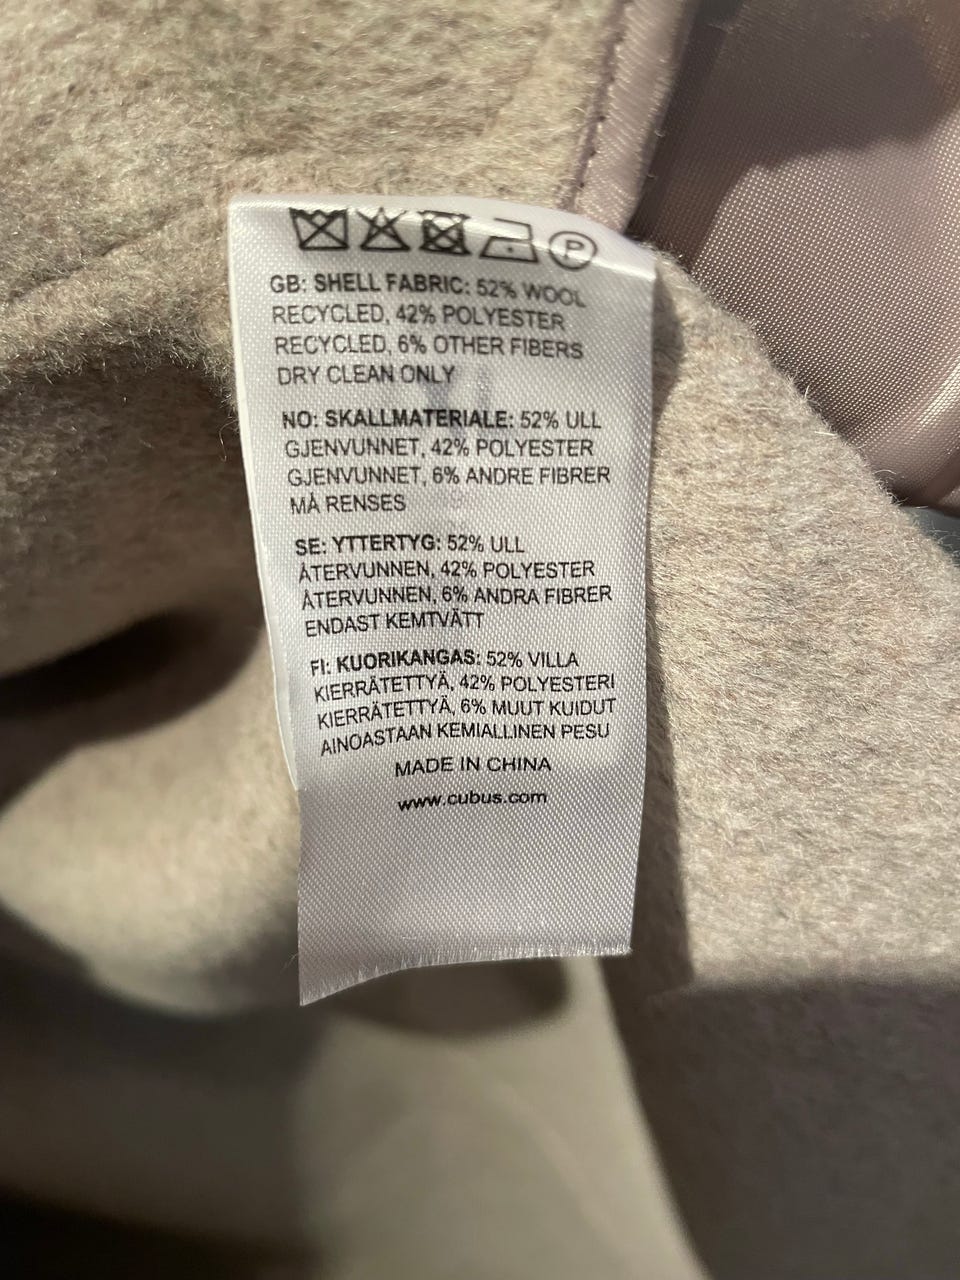 P
GB: SHELL FABRIC: 52% WOOL
RECYCLED, 42% POLYESTER
RECYCLED, 6% OTHER FIBERS
DRY CLEAN ONLY
NO: SKALLMATERIALE: 52% ULL
GJENVUNNET, 42% POLYESTER
GJENVUNNET, 6% ANDRE FIBRER
MÅ RENSES
SE: YTTERTYG: 52% ULL
ÅTERVUNNEN, 42% POLYESTER
ÅTERVUNNEN, 6% ANDRA FIBRER
ENDAST KEMTVÄTT
FI: KUORIKANGAS: 52% VILLA
KIERRÄTETTYÄ, 42% POLYESTERI
KIERRÄTETTYÄ, 6% MUUT KUIDUT
AINOASTAAN KEMIALLINEN PESU
MADE IN CHINA
www.cubus.com